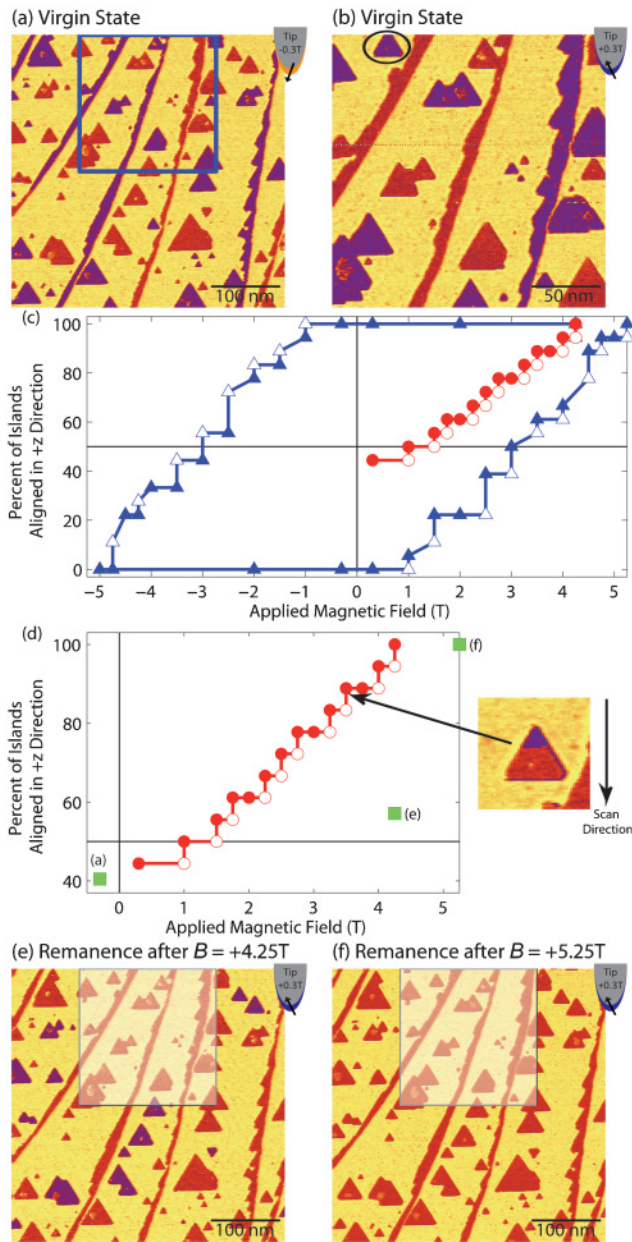 (a) Virgin State
Tip
-0.3T
100 nm
(b) Virgin State
Tip
+0.3T
50 nm
(c)
100
80
60
40
20
0
Percent of Islands
Aligned in +z Direction
−5 −4 −3 −2 −1 0 1 2 3 4 5
Applied Magnetic Field (T)
(d)
100
80
60
40
Percent of Islands
Aligned in +z Direction
(a)
(e)
(f)
0 1 2 3 4 5
Applied Magnetic Field (T)
Scan
Direction
(e) Remanence after B = +4.25T
Tip
+0.3T
100 nm
(f) Remanence after B = +5.25T
Tip
+0.3T
100 nm